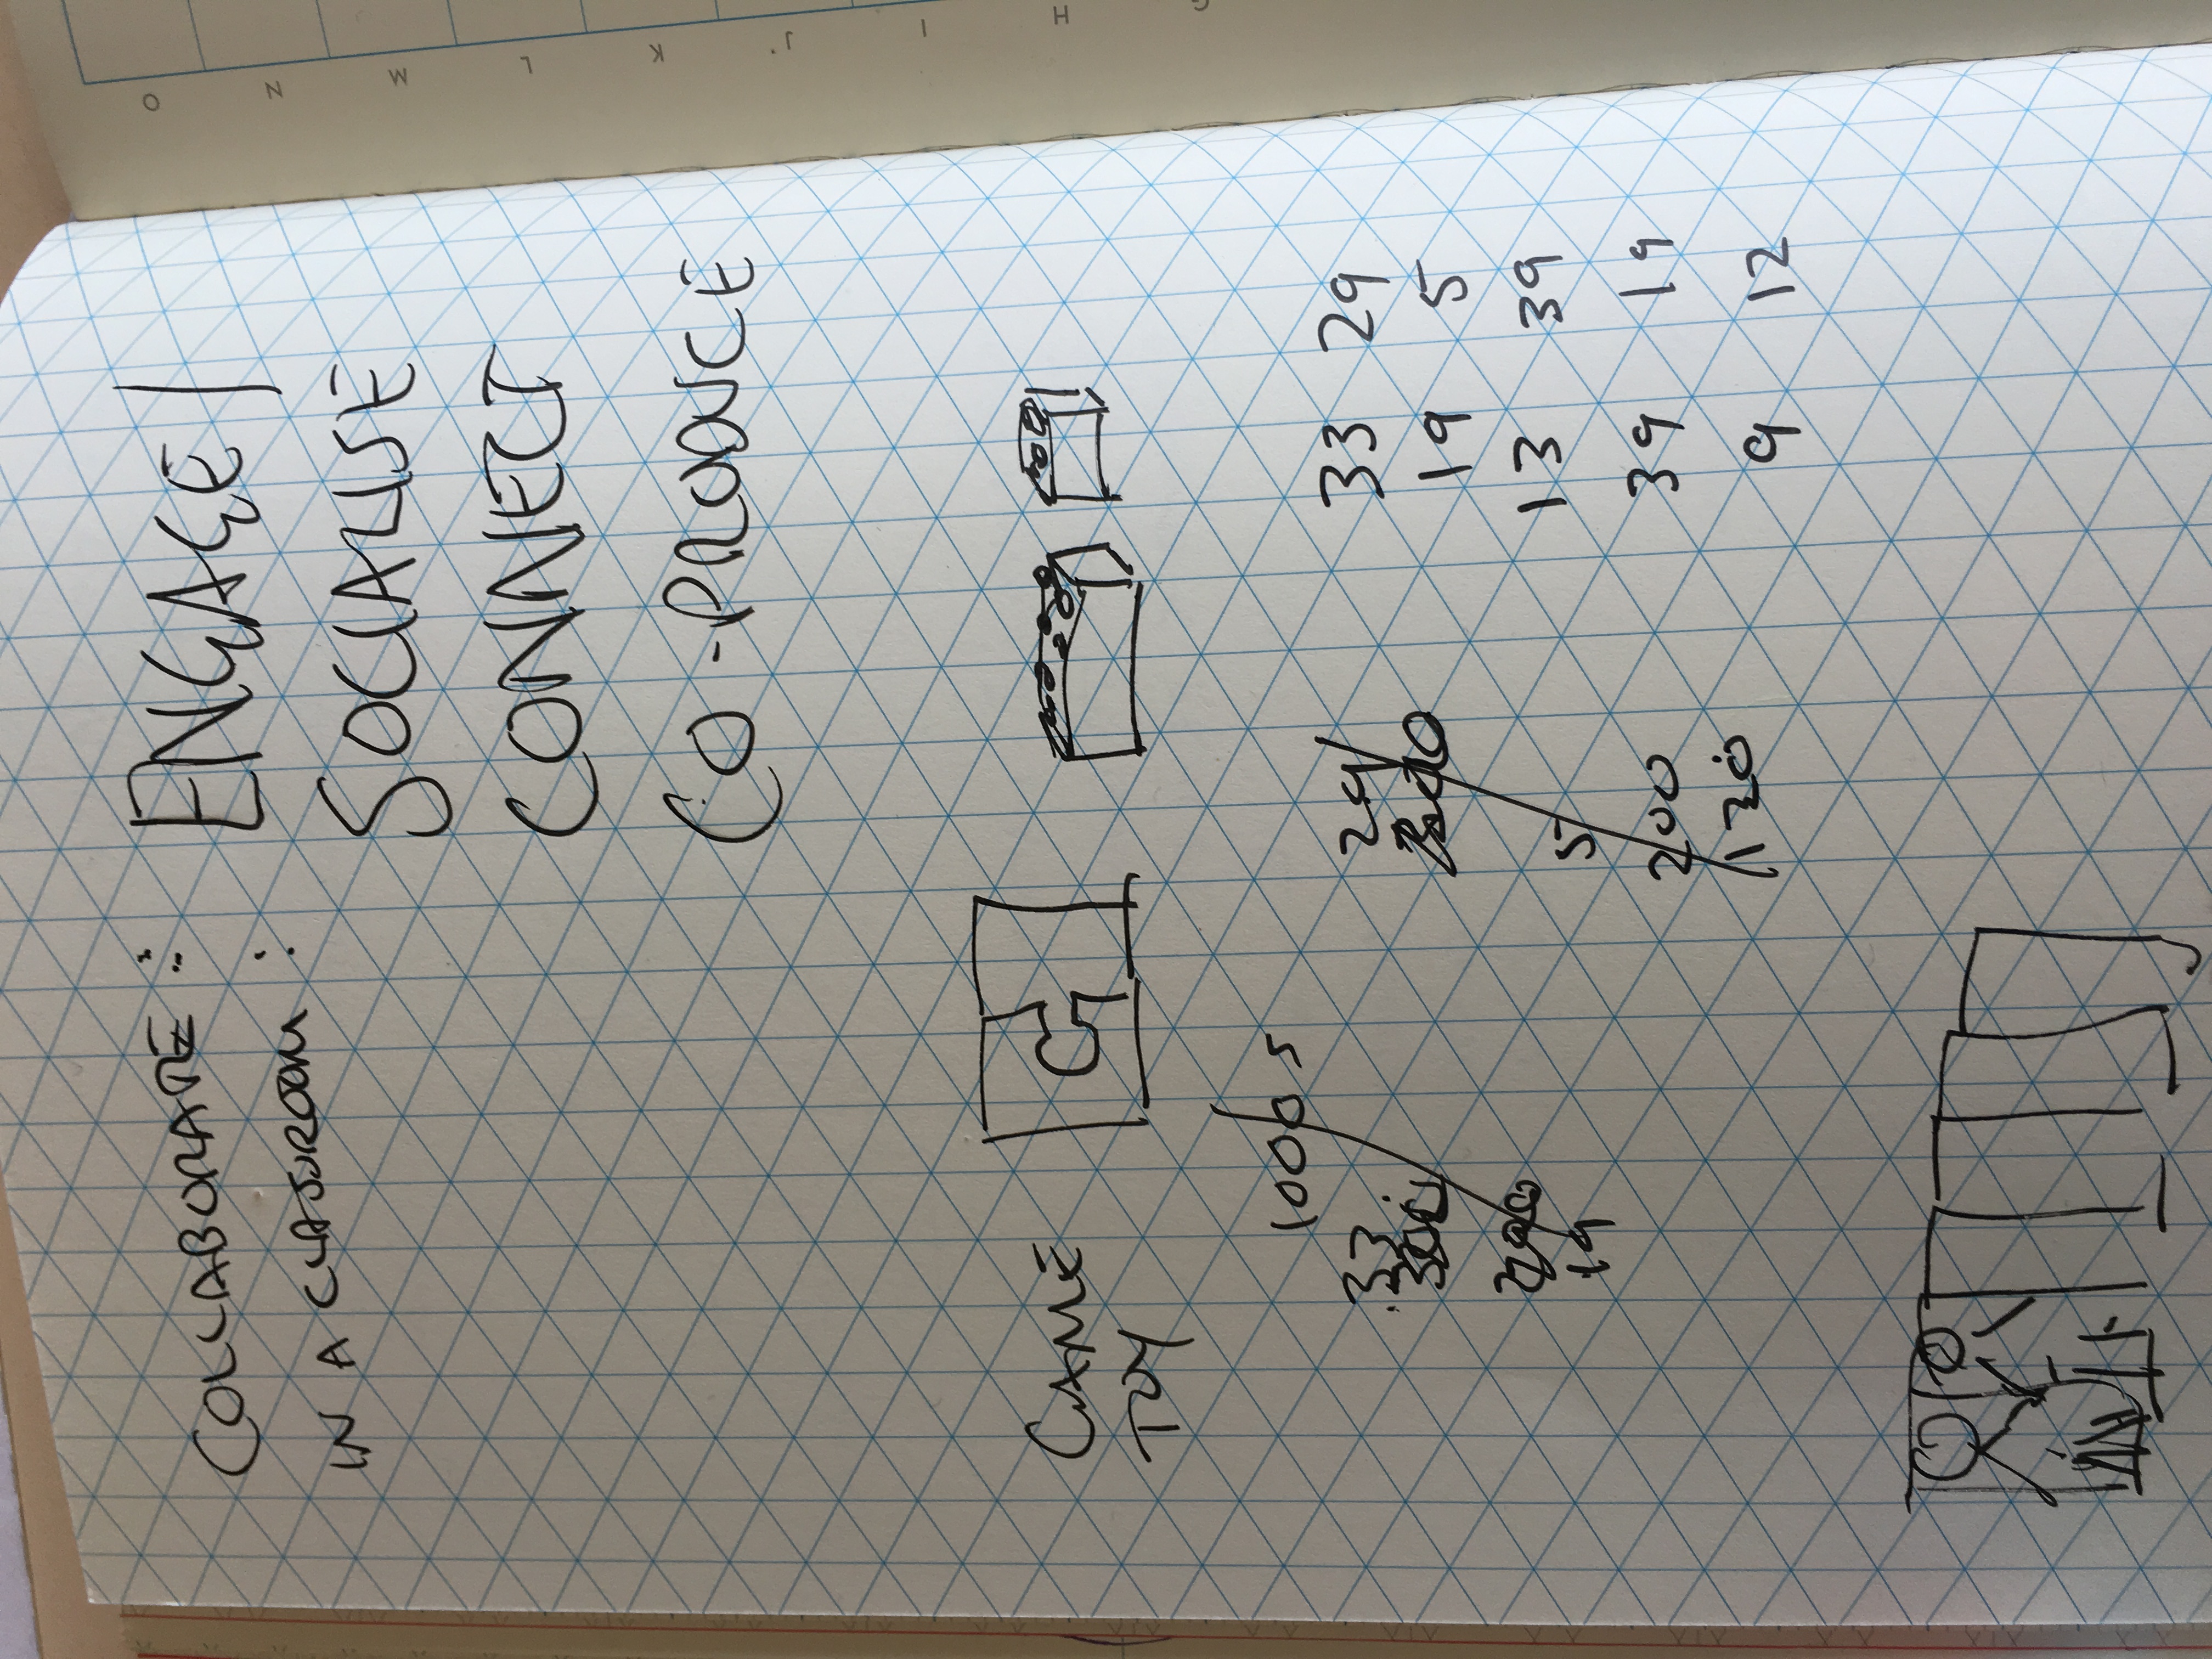 COLLABORATE :
IN A CLASSROOM :
ENGAGE /
SOCIALISE
CONNECT
CO-PRODUCE
GAME
TOY
1000s
33
300
200
19
29
5
200
120
33 29
19 5
13 39
39 19
9 12
O
N
M
L
K
J
I
H
G